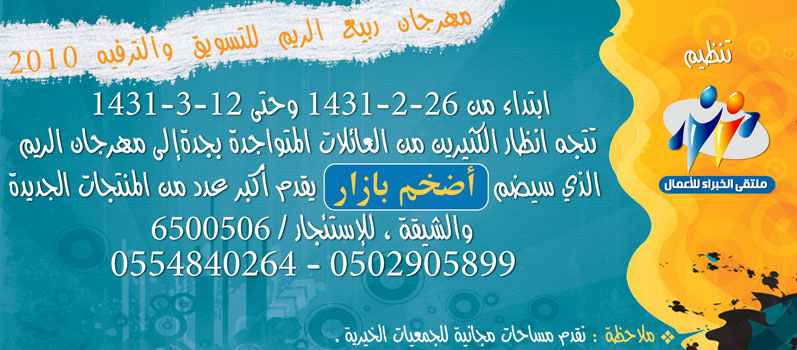 مهرجان ربيع الريم للتسويق والترفيه 2010
تنظيم
ملتقى الخبراء للأعمال
ابتداء من 26-2-1431 وحتى 12-3-1431
تتجه انظار الكثيرين من العائلات المتواجدة بجدة إلى مهرجان الريم
الذي سيضم أضخم بازار يقدم أكبر عدد من المنتجات الجديدة
والشيقة ، للإستئجار / 6500506
0554840264 - 0502905899
ملاحظة : نقدم مساحات مجانية للجمعيات الخيرية .